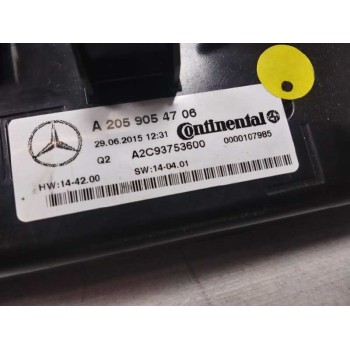 A 205 905 47 06
29.06.2015 12:31 Continental
Q2 A2C93753600 0000107985
HW:14-42.00 SW:14-04.01